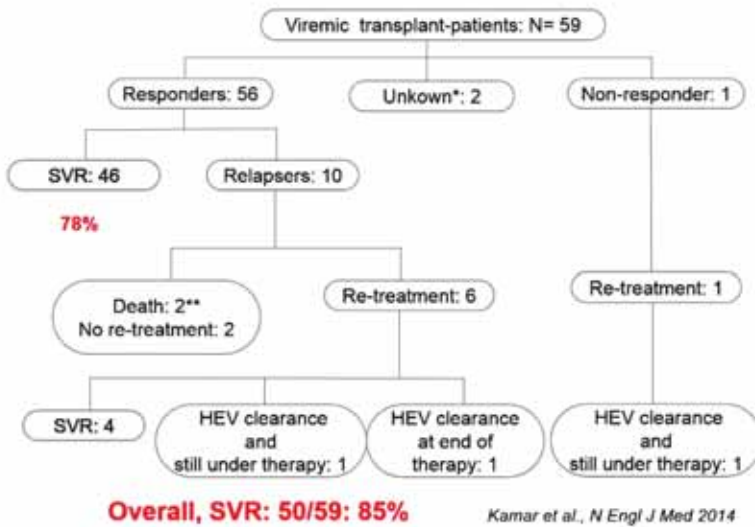 Viremic transplant-patients: N= 59
Responders: 56
Unkown*: 2
Non-responder: 1
SVR: 46
Relapsers: 10
78%
Death: 2**
No re-treatment: 2
Re-treatment: 6
Re-treatment: 1
SVR: 4
HEV clearance
and
still under therapy: 1
HEV clearance
at end of
therapy: 1
HEV clearance
and
still under therapy: 1
Overall, SVR: 50/59: 85%
Kamar et al., N Engl J Med 2014